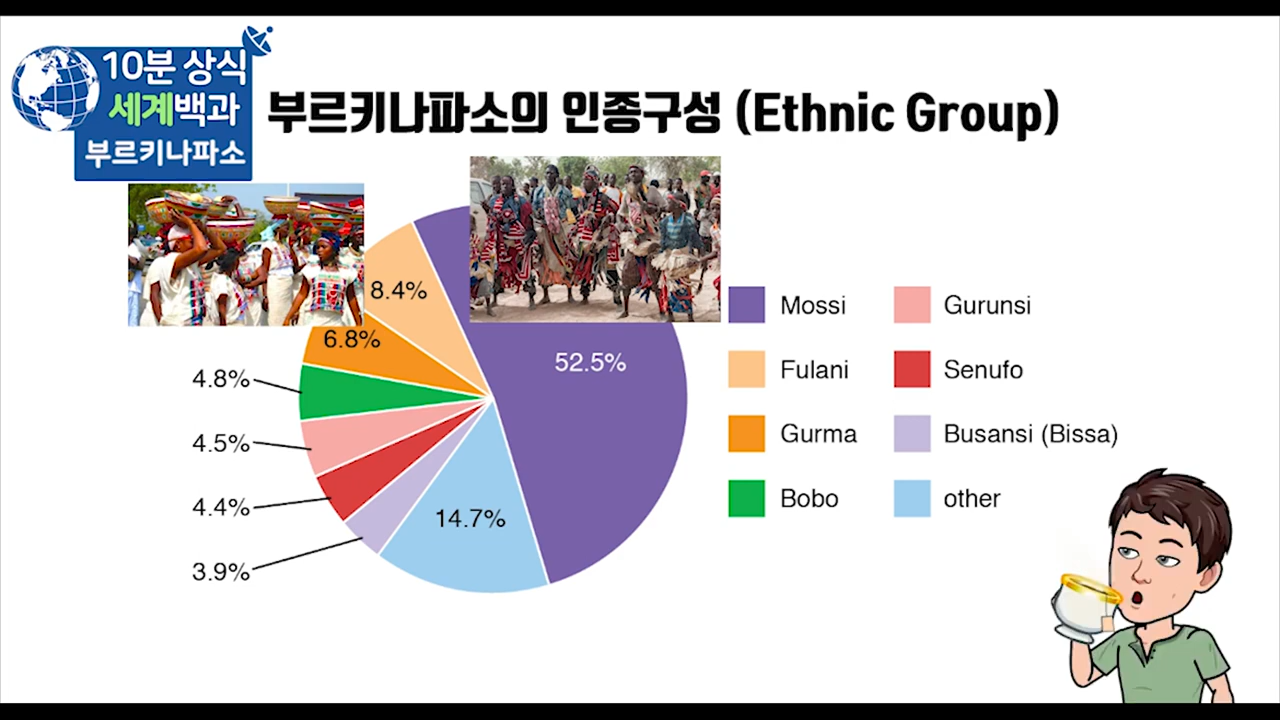 10분 상식
세계백과
부르키나파소
부르키나파소의 인종구성 (Ethnic Group)
8.4%
6.8%
52.5%
4.8%
4.5%
4.4%
3.9%
14.7%
Mossi
Gurunsi
Fulani
Senufo
Gurma
Busansi (Bissa)
Bobo
other